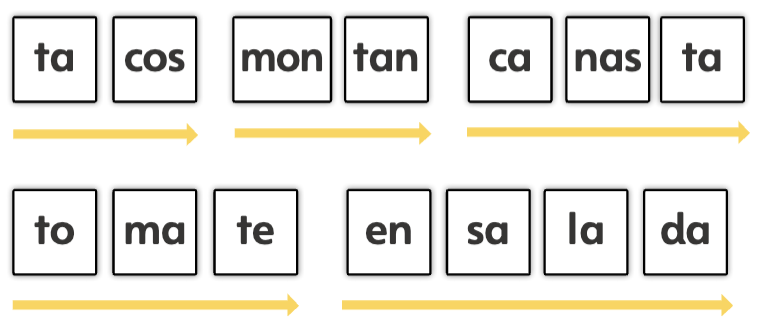 ta cos mon tan ca nas ta
to ma te en sa la da